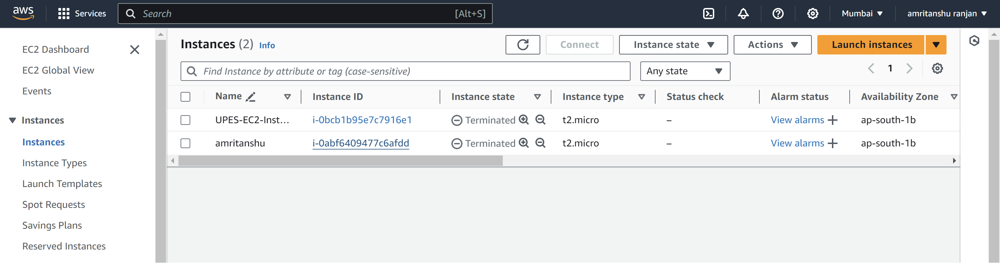 aws Services Search [Alt+S] Mumbai amritanshu ranjan
EC2 Dashboard
EC2 Global View
Events
Instances
Instances
Instance Types
Launch Templates
Spot Requests
Savings Plans
Reserved Instances
Instances (2) Info Connect Instance state Actions Launch instances
Find Instance by attribute or tag (case-sensitive) Any state 1
Name Instance ID Instance state Instance type Status check Alarm status Availability Zone
UPES-EC2-Inst... i-0bcb1b95e7c7916e1 Terminated t2.micro – View alarms + ap-south-1b
amritanshu i-0abf6409477c6afdd Terminated t2.micro – View alarms + ap-south-1b